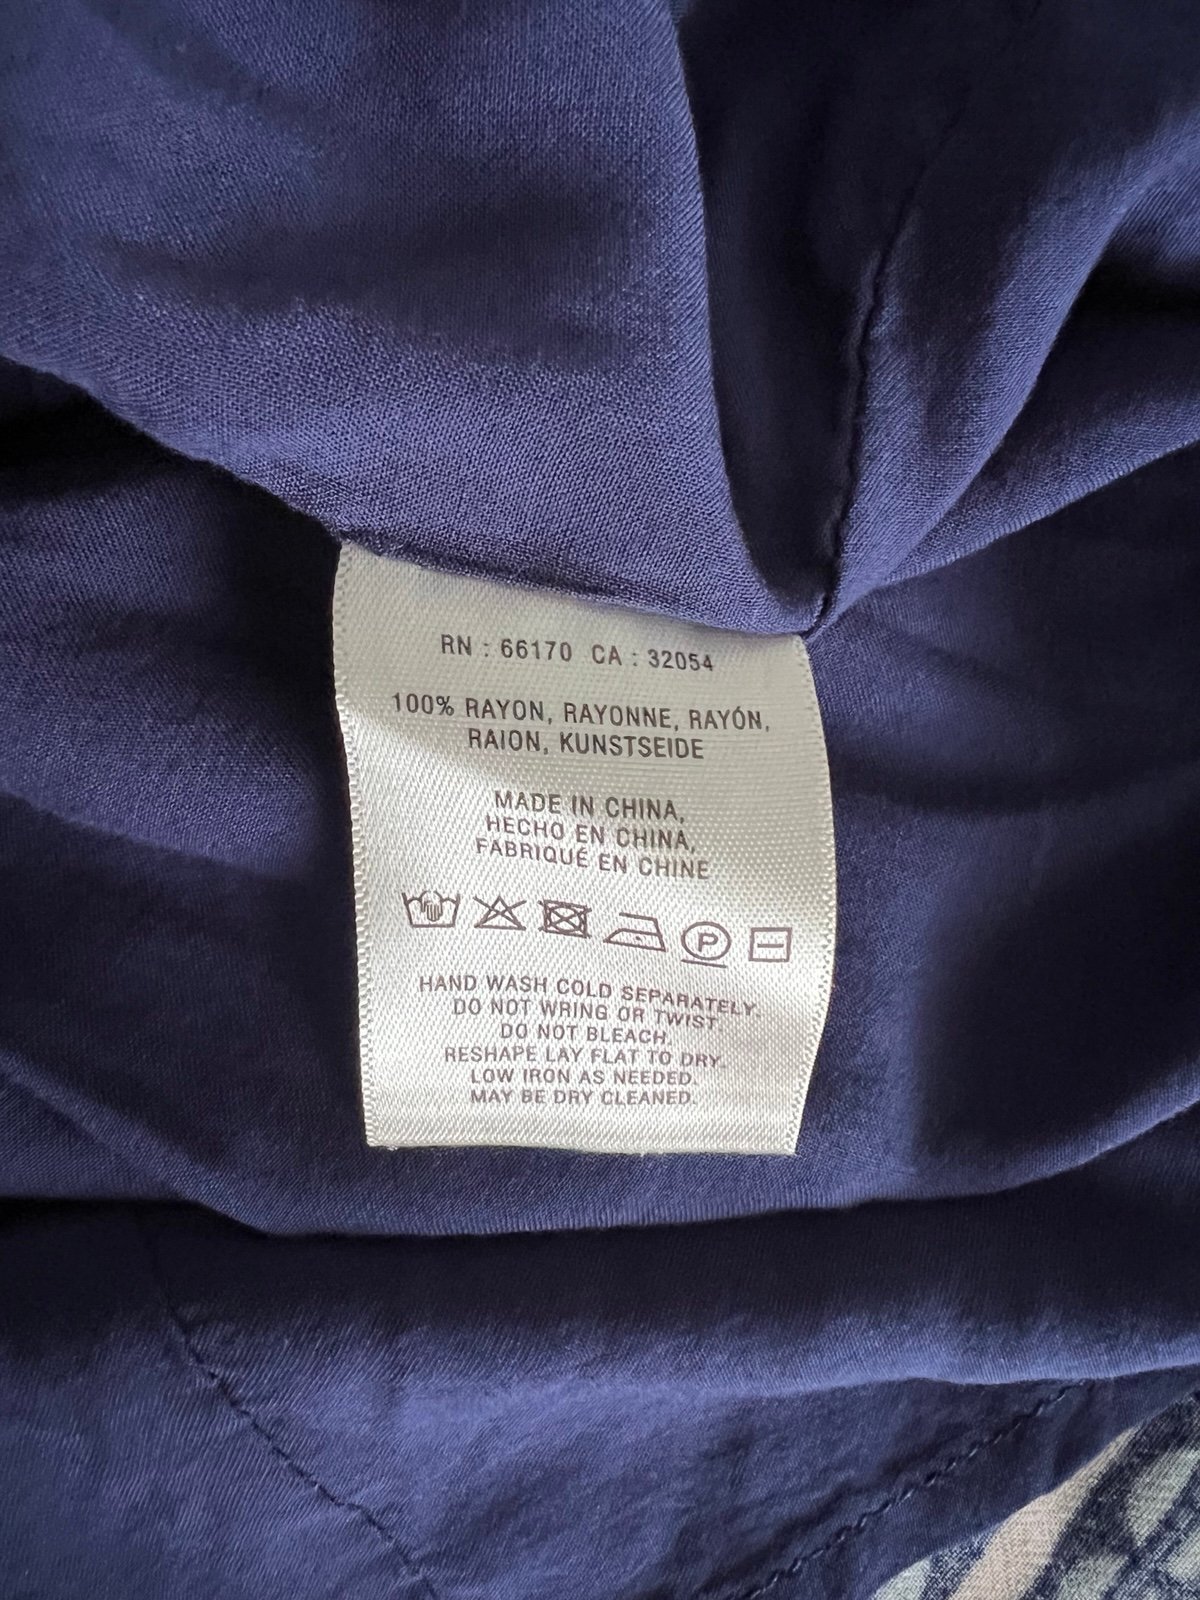 RN : 66170 CA : 32054
100% RAYON, RAYONNE, RAYÓN,
RAION, KUNSTSEIDE
MADE IN CHINA,
HECHO EN CHINA,
FABRIQUÉ EN CHINE
P
HAND WASH COLD SEPARATELY.
DO NOT WRING OR TWIST.
DO NOT BLEACH.
RESHAPE LAY FLAT TO DRY.
LOW IRON AS NEEDED.
MAY BE DRY CLEANED.